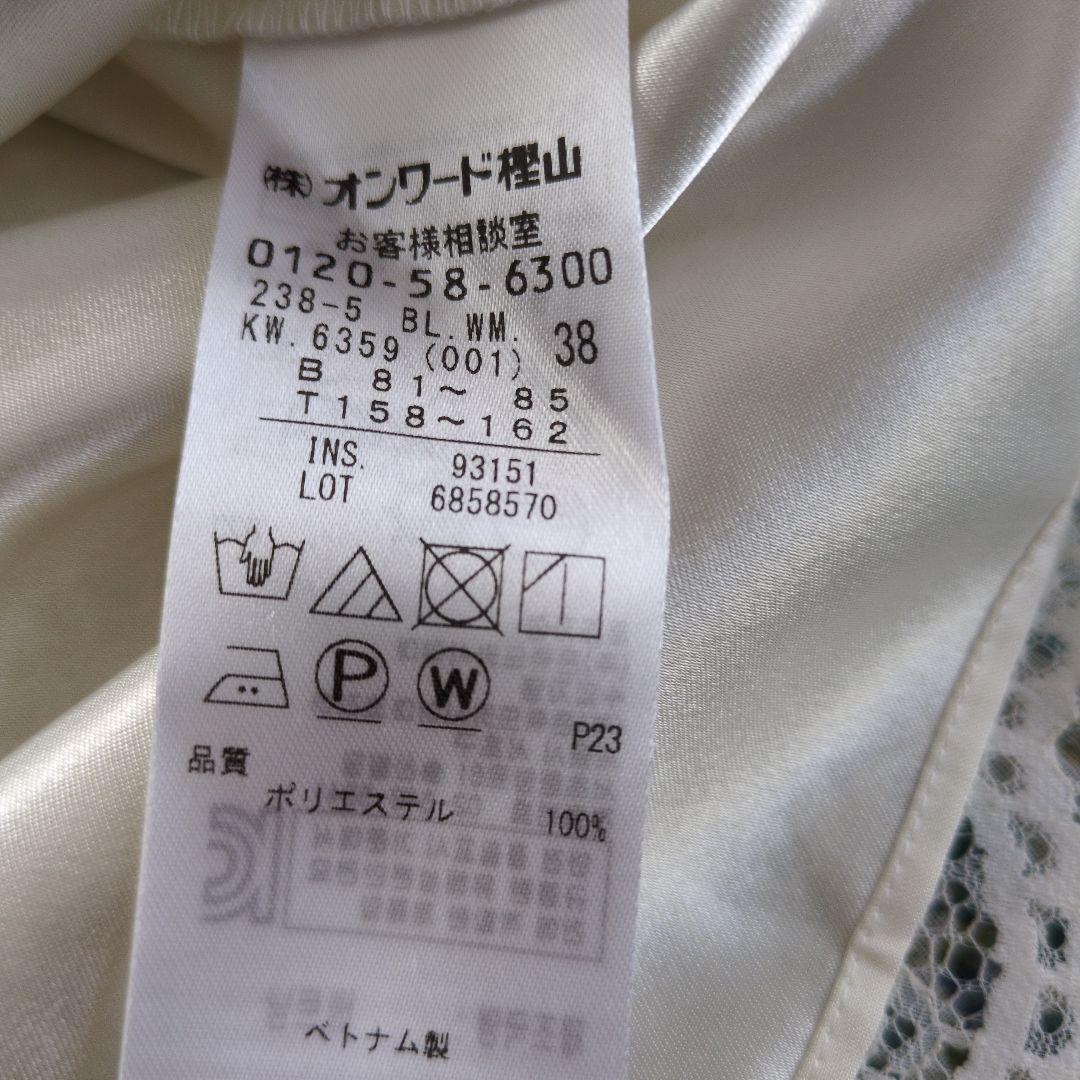 (株)オンワード樫山
お客様相談室
0120-58-6300
238-5 BL.WM. 38
KW.6359 (001)
B 81~ 85
T158~162
INS. 93151
LOT 6858570
P W
P23
品質
ポリエステル 100%
ベトナム製